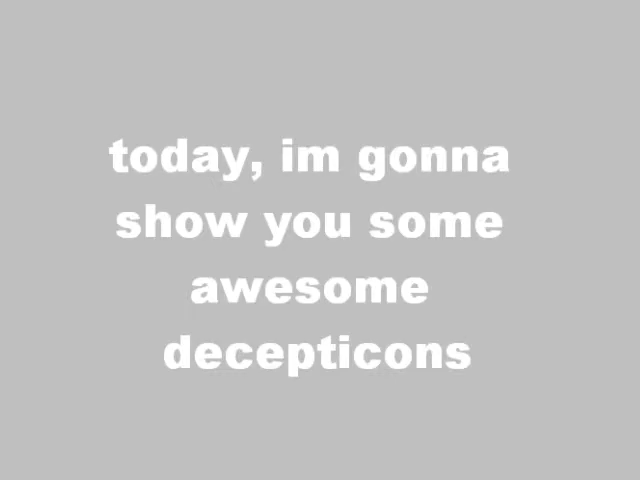 today, im gonna
show you some
awesome
decepticons